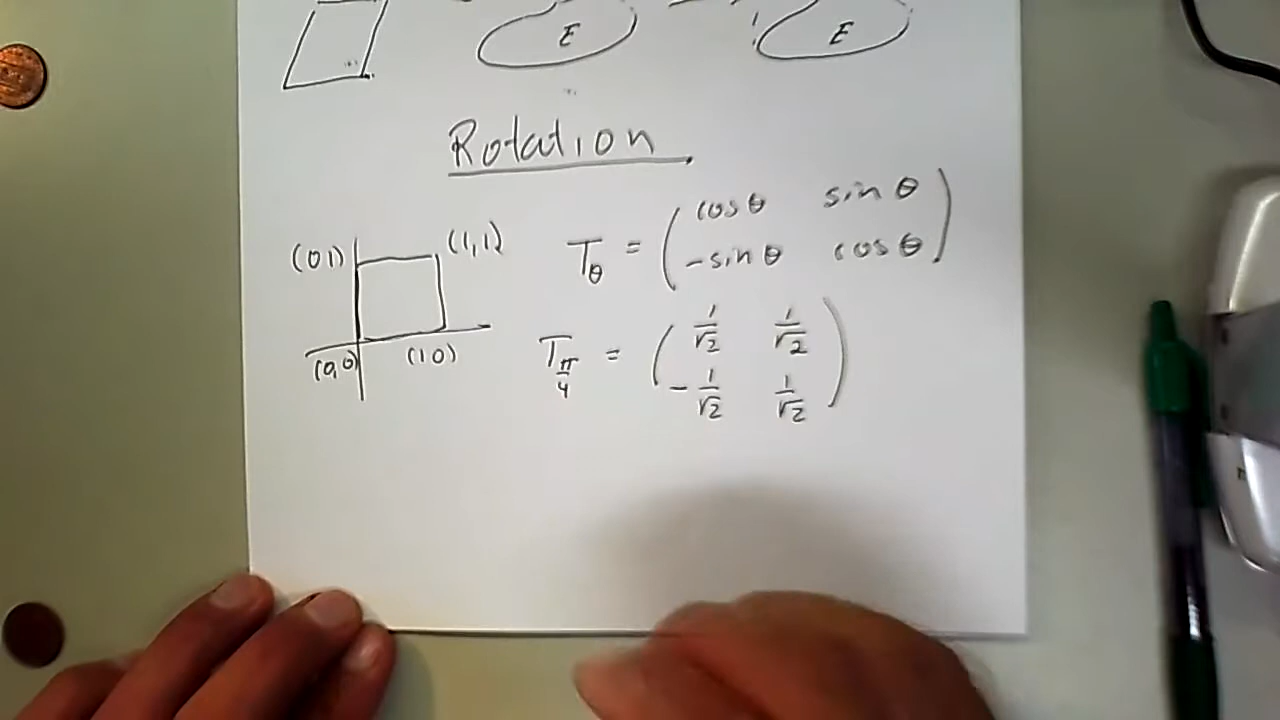 E E
Rotation
(0 1) (1,1)
(0,0) (1 0)
T_θ = ( cos θ sin θ
-sin θ cos θ )
T_{π/4} = ( 1/√2 1/√2
-1/√2 1/√2 )